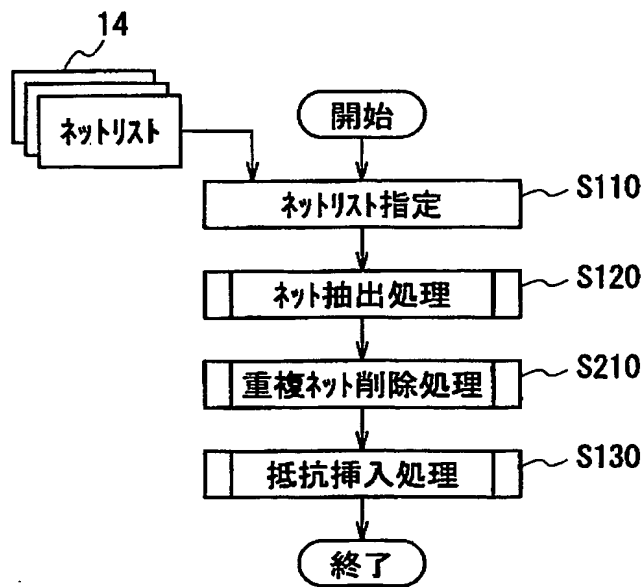 14
ネットリスト
開始
ネットリスト指定
S110
ネット抽出処理
S120
重複ネット削除処理
S210
抵抗挿入処理
S130
終了